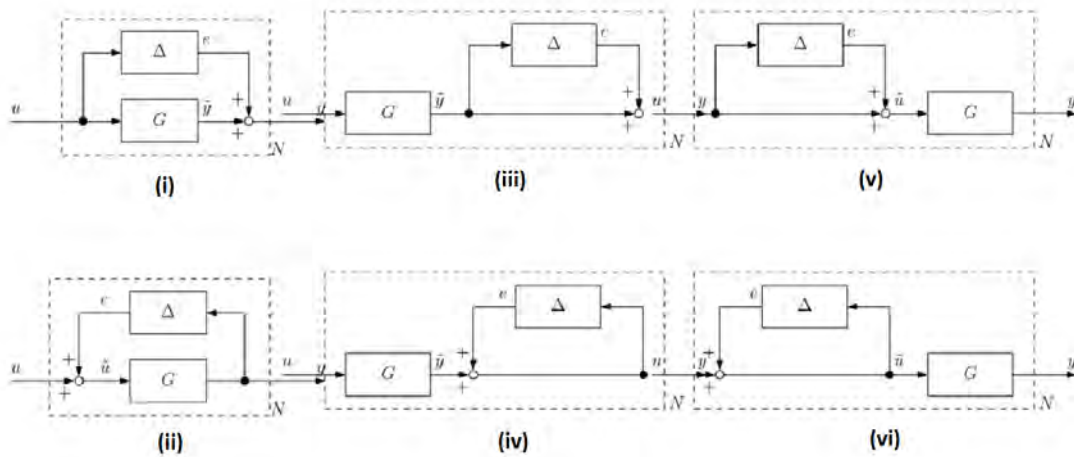 Δ e
u + G ỹ + y N
(i)
Δ e
u G ỹ + + y N
(iii)
Δ e
u + + ũ G y N
(v)
e Δ
u + + ũ G y N
(ii)
e Δ
u G ỹ + + y N
(iv)
e Δ
u + + ũ G y N
(vi)